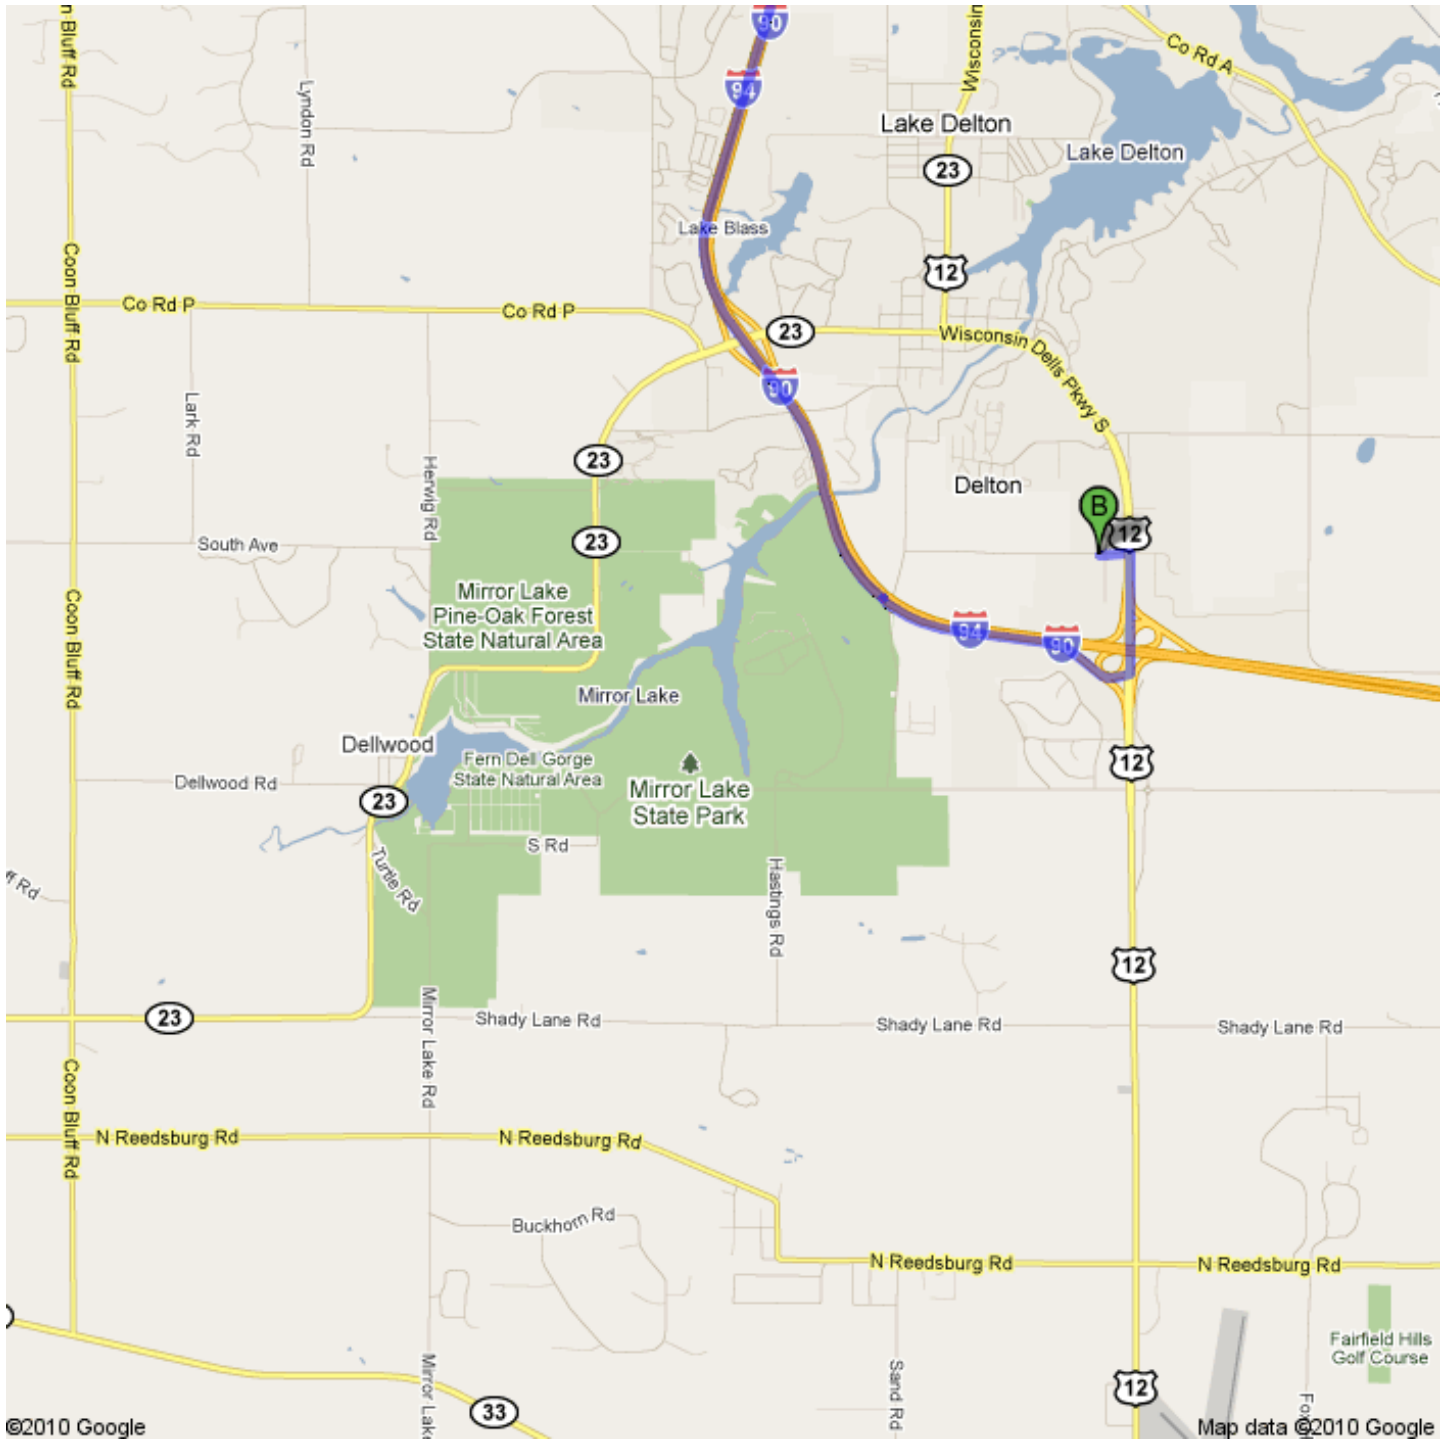 n Bluff Rd
90
Wisconsin
Co Rd A
94
Lyndon Rd
Lake Delton
Lake Delton
23
Lake Blass
Coon Bluff Rd
12
Co Rd P
Co Rd P
23
Wisconsin Dells Pkwy S
90
Lark Rd
Herwig Rd
23
Delton
B
12
South Ave
23
Mirror Lake
Pine-Oak Forest
State Natural Area
Coon Bluff Rd
94
90
Mirror Lake
Dellwood
Fern Dell Gorge
State Natural Area
12
Dellwood Rd
Mirror Lake
State Park
23
S Rd
Turtle Rd
ff Rd
Hastings Rd
12
23
Mirror Lake Rd
Shady Lane Rd
Shady Lane Rd
Shady Lane Rd
Coon Bluff Rd
N Reedsburg Rd
N Reedsburg Rd
Buckhorn Rd
N Reedsburg Rd
N Reedsburg Rd
Fairfield Hills
Golf Course
Mirror Lake
Sand Rd
12
33
©2010 Google
Map data ©2010 Google